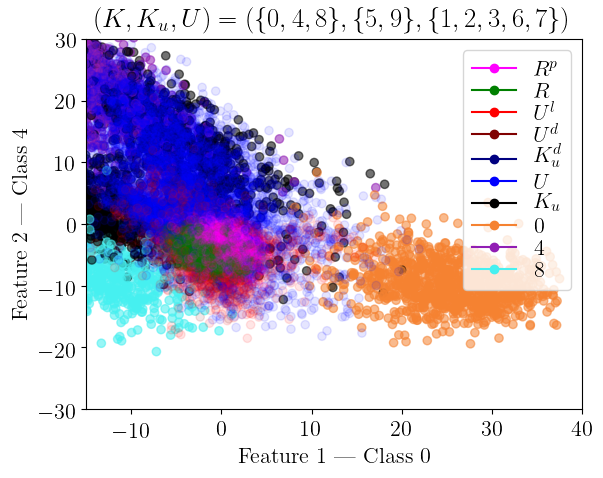 (K, K_u, U) = ({0, 4, 8}, {5, 9}, {1, 2, 3, 6, 7})
30
20
10
0
−10
−20
−30
−10
0
10
20
30
40
Feature 2 — Class 4
Feature 1 — Class 0
R^p
R
U^l
U^d
K_u^d
U
K_u
0
4
8